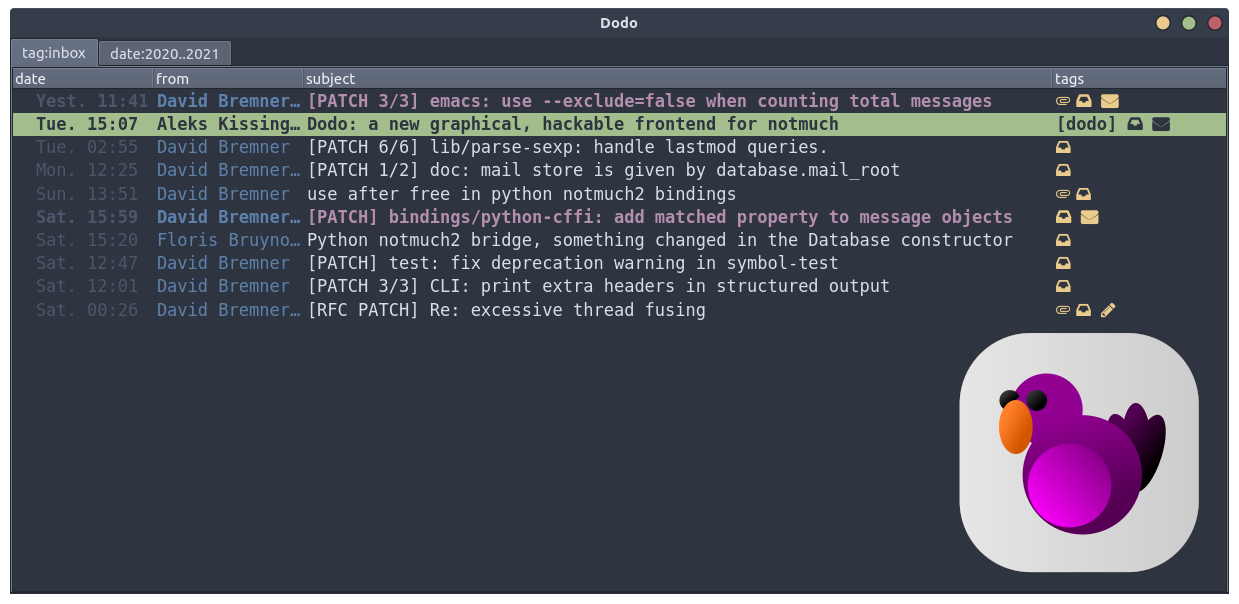 Dodo
tag:inbox date:2020..2021
date from subject tags
Yest. 11:41 David Bremner… [PATCH 3/3] emacs: use --exclude=false when counting total messages
Tue. 15:07 Aleks Kissing… Dodo: a new graphical, hackable frontend for notmuch [dodo]
Tue. 02:55 David Bremner [PATCH 6/6] lib/parse-sexp: handle lastmod queries.
Mon. 12:25 David Bremner… [PATCH 1/2] doc: mail store is given by database.mail_root
Sun. 13:51 David Bremner… use after free in python notmuch2 bindings
Sat. 15:59 David Bremner… [PATCH] bindings/python-cffi: add matched property to message objects
Sat. 15:20 Floris Bruyno… Python notmuch2 bridge, something changed in the Database constructor
Sat. 12:47 David Bremner [PATCH] test: fix deprecation warning in symbol-test
Sat. 12:01 David Bremner [PATCH 3/3] CLI: print extra headers in structured output
Sat. 00:26 David Bremner… [RFC PATCH] Re: excessive thread fusing